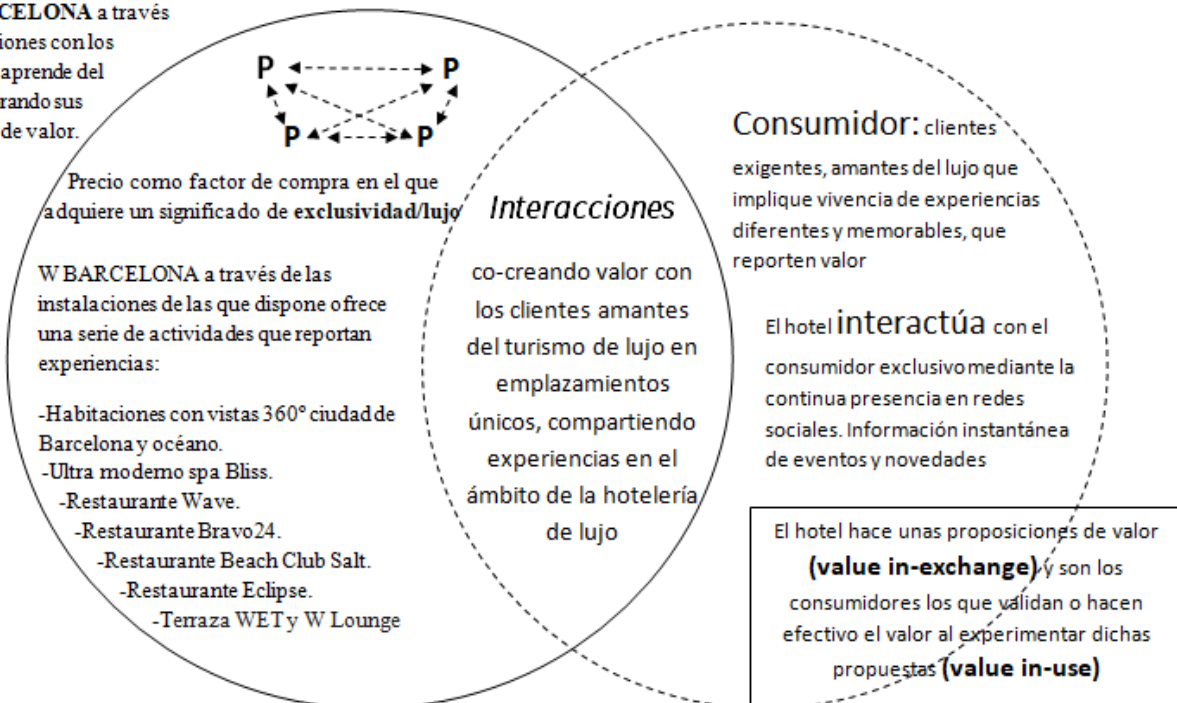 CELONA a través
iones con los
aprende del
rando sus
de valor.
P P
P P
Precio como factor de compra en el que
adquiere un significado de exclusividad/lujo
W BARCELONA a través de las
instalaciones de las que dispone ofrece
una serie de actividades que reportan
experiencias:
-Habitaciones con vistas 360° ciudad de
Barcelona y océano.
-Ultra moderno spa Bliss.
-Restaurante Wave.
-Restaurante Bravo24.
-Restaurante Beach Club Salt.
-Restaurante Eclipse.
-Terraza WET y W Lounge
Interacciones
co-creando valor con
los clientes amantes
del turismo de lujo en
emplazamientos
únicos, compartiendo
experiencias en el
ámbito de la hotelería
de lujo
Consumidor: clientes
exigentes, amantes del lujo que
implique vivencia de experiencias
diferentes y memorables, que
reporten valor
El hotel interactúa con el
consumidor exclusivo mediante la
continua presencia en redes
sociales. Información instantánea
de eventos y novedades
El hotel hace unas proposiciones de valor
(value in-exchange) y son los
consumidores los que validan o hacen
efectivo el valor al experimentar dichas
propuestas (value in-use)